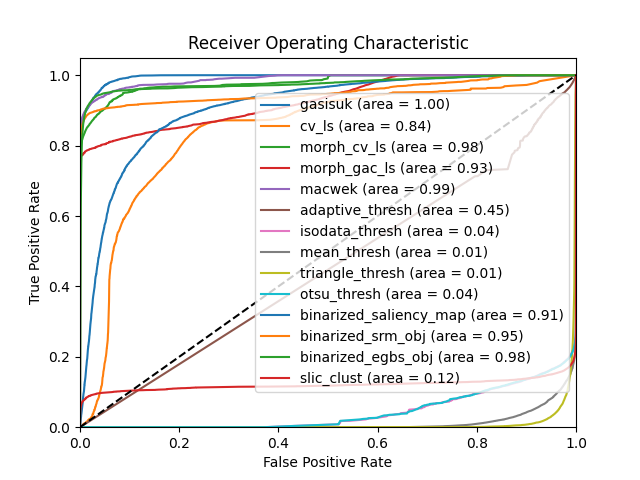 Receiver Operating Characteristic
True Positive Rate
1.0
0.8
0.6
0.4
0.2
0.0
gasisuk (area = 1.00)
cv_ls (area = 0.84)
morph_cv_ls (area = 0.98)
morph_gac_ls (area = 0.93)
macwek (area = 0.99)
adaptive_thresh (area = 0.45)
isodata_thresh (area = 0.04)
mean_thresh (area = 0.01)
triangle_thresh (area = 0.01)
otsu_thresh (area = 0.04)
binarized_saliency_map (area = 0.91)
binarized_srm_obj (area = 0.95)
binarized_egbs_obj (area = 0.98)
slic_clust (area = 0.12)
0.0 0.2 0.4 0.6 0.8 1.0
False Positive Rate